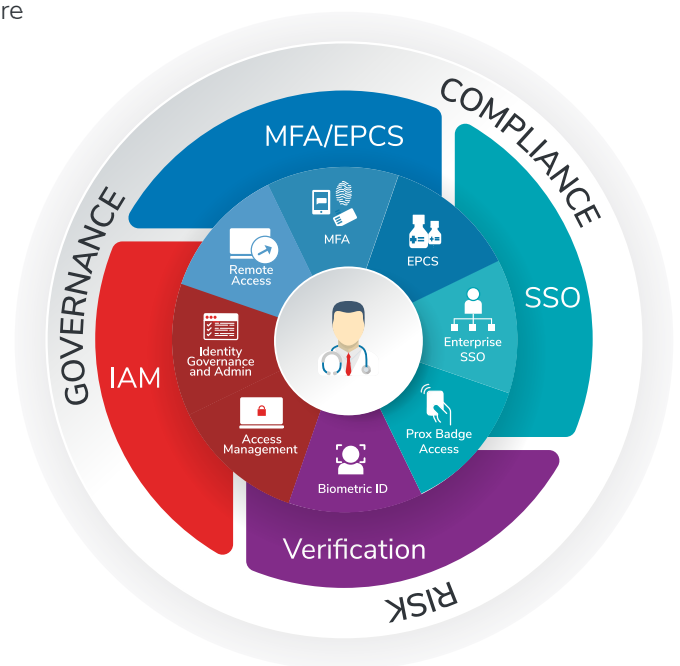 re
COMPLIANCE
GOVERNANCE
RISK
MFA/EPCS
SSO
Verification
IAM
MFA
EPCS
Enterprise
SSO
Prox Badge
Access
Biometric ID
Access
Management
Identity
Governance
and Admin
Remote
Access